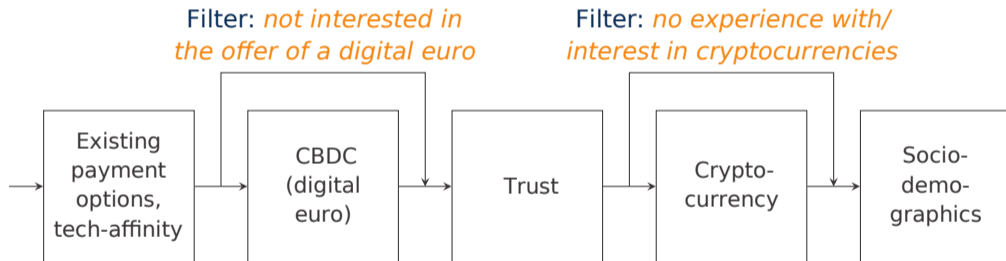 Filter: not interested in
the offer of a digital euro
Filter: no experience with/
interest in cryptocurrencies
Existing
payment
options,
tech-affinity
CBDC
(digital
euro)
Trust
Crypto-
currency
Socio-
demo-
graphics